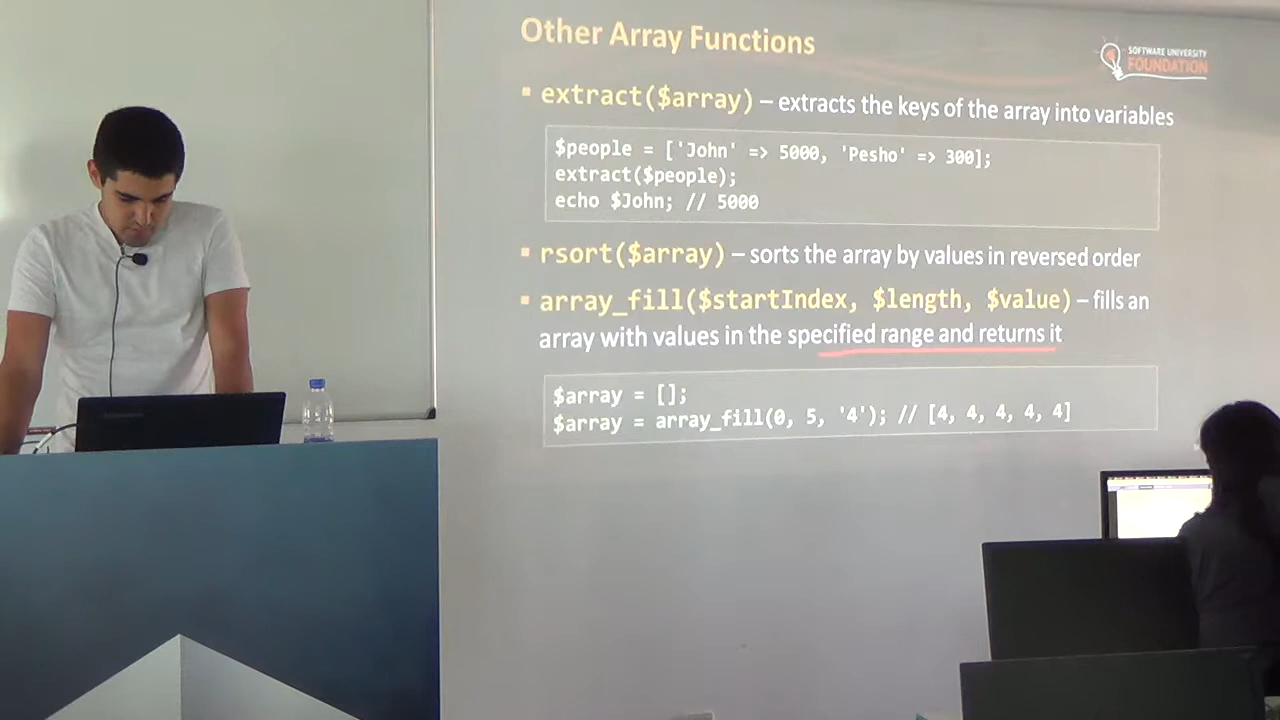 Other Array Functions
SOFTWARE UNIVERSITY
FOUNDATION
▪ extract($array) – extracts the keys of the array into variables
$people = ['John' => 5000, 'Pesho' => 300];
extract($people);
echo $John; // 5000
▪ rsort($array) – sorts the array by values in reversed order
▪ array_fill($startIndex, $length, $value) – fills an
array with values in the specified range and returns it
$array = [];
$array = array_fill(0, 5, '4'); // [4, 4, 4, 4, 4]